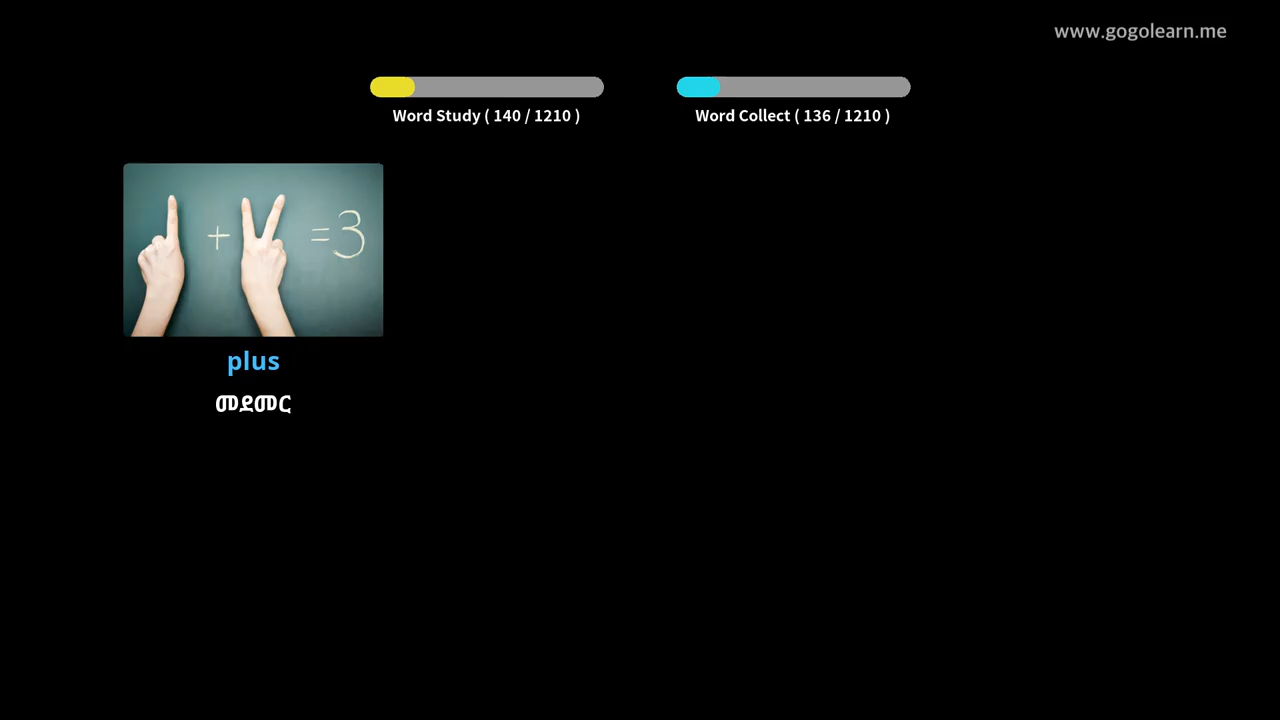 www.gogolearn.me
Word Study ( 140 / 1210 )
Word Collect ( 136 / 1210 )
+ =3
plus
መደመር